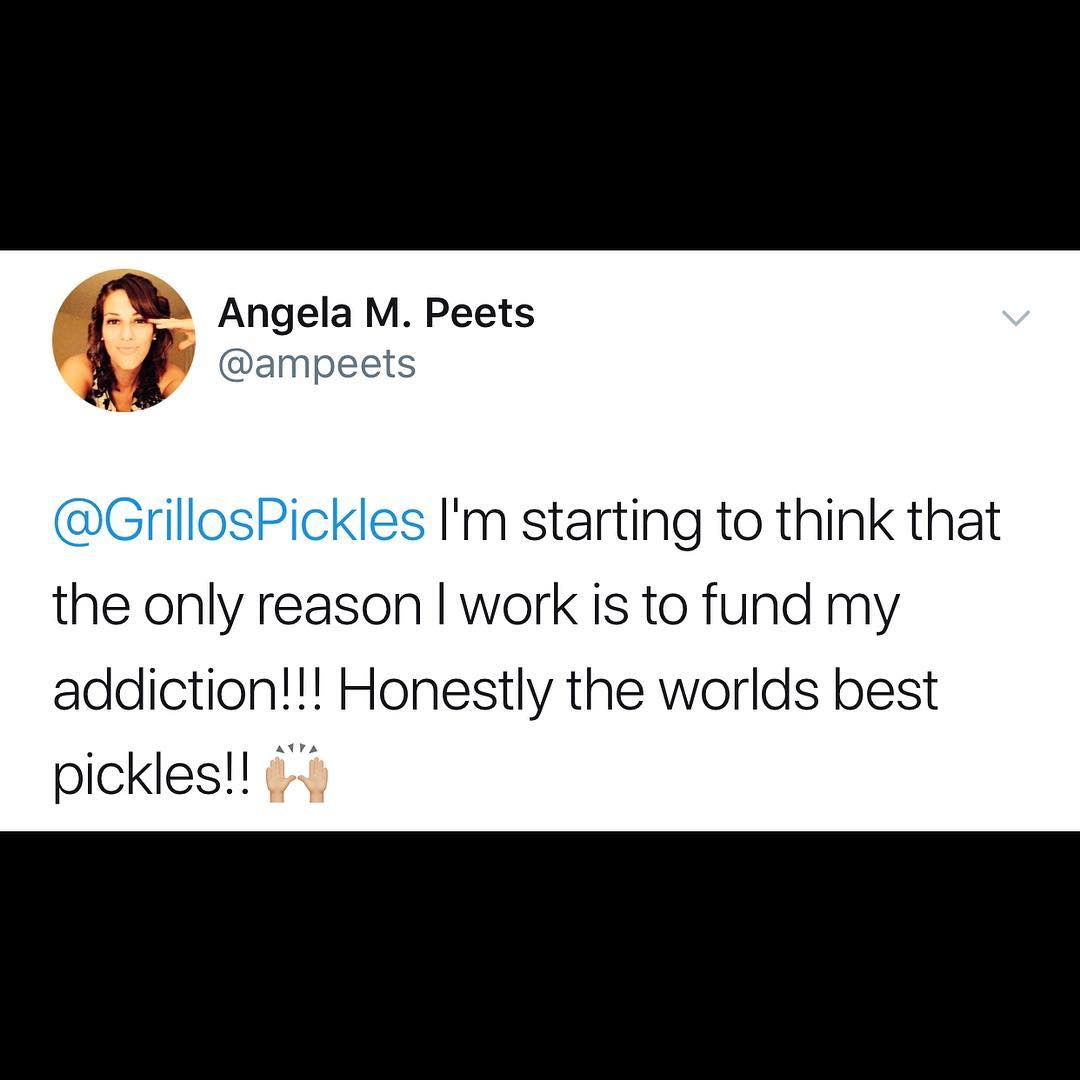 Angela M. Peets
@ampeets
@GrillosPickles I'm starting to think that
the only reason I work is to fund my
addiction!!! Honestly the worlds best
pickles!! 🙌🏼